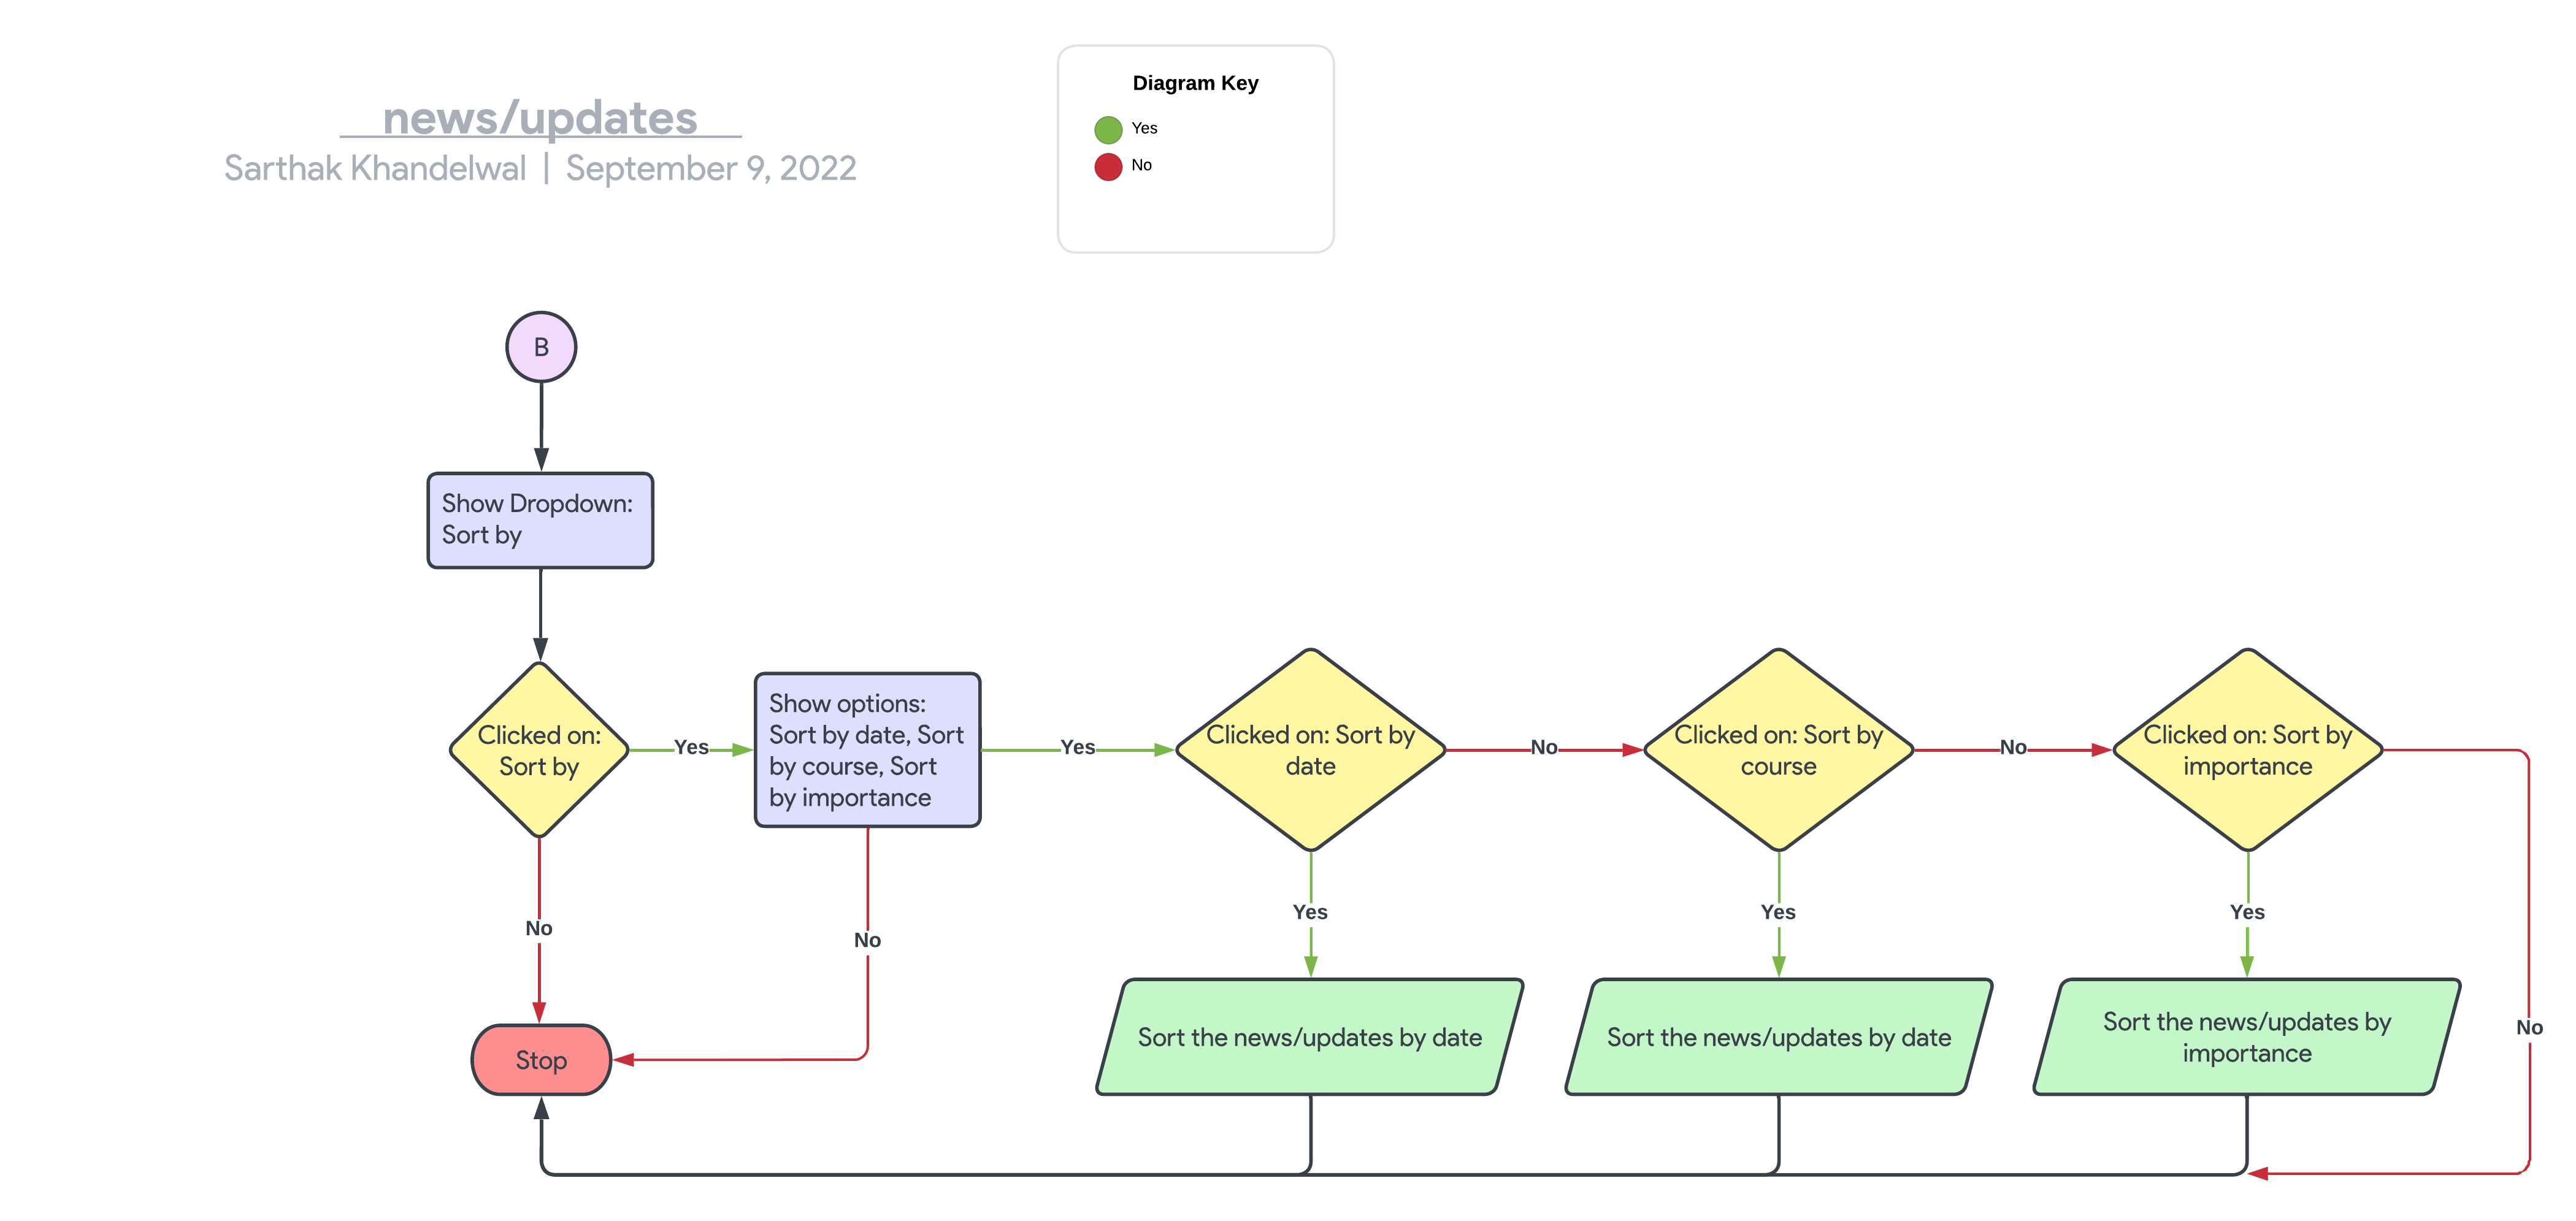 news/updates
Sarthak Khandelwal | September 9, 2022
Diagram Key
Yes
No
B
Show Dropdown:
Sort by
Clicked on:
Sort by
Yes
Show options:
Sort by date, Sort
by course, Sort
by importance
Yes
Clicked on: Sort by
date
No
Clicked on: Sort by
course
No
Clicked on: Sort by
importance
No
No
Yes
Yes
Yes
No
Stop
Sort the news/updates by date
Sort the news/updates by date
Sort the news/updates by
importance